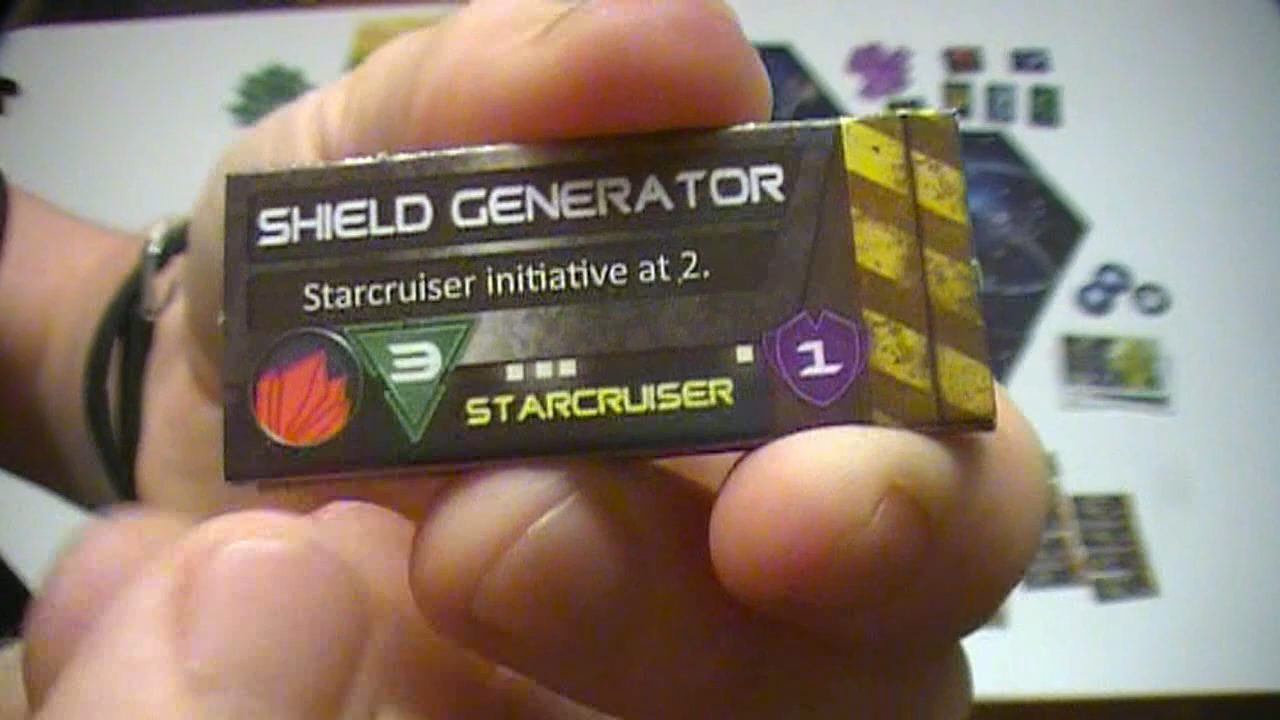 SHIELD GENERATOR
Starcruiser initiative at 2.
3
STARCRUISER
1